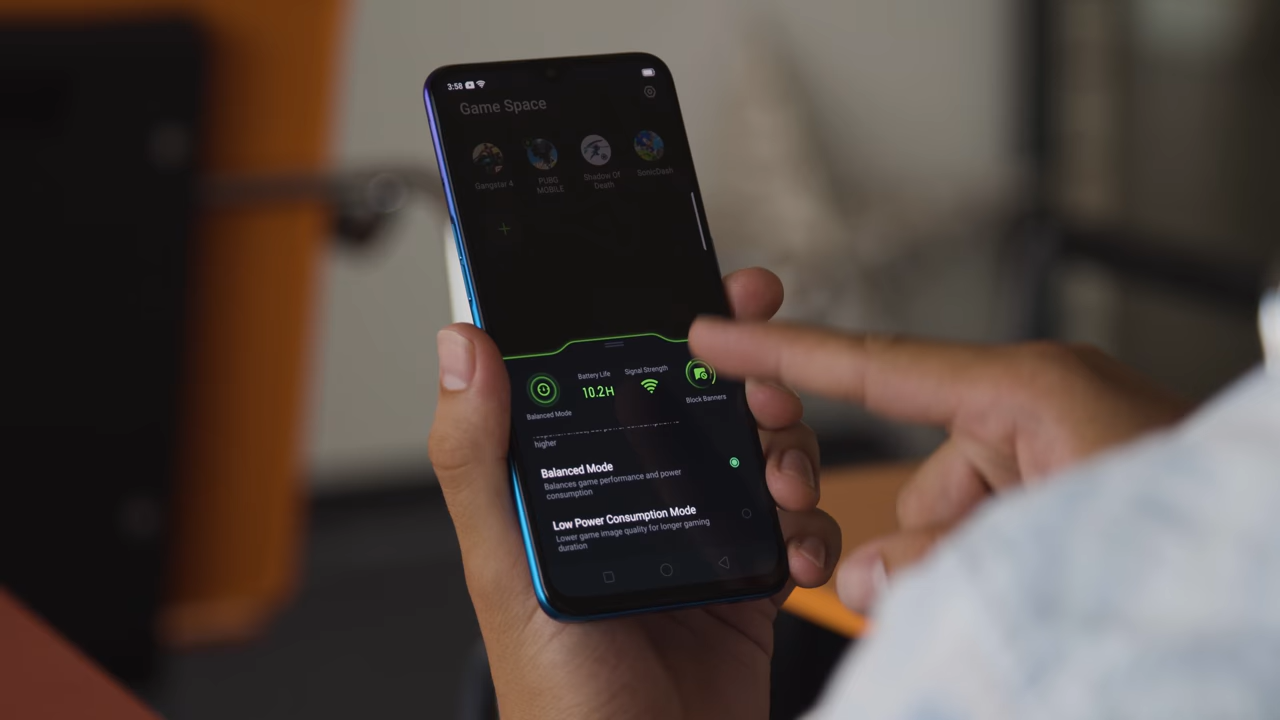 3:58
Game Space
Gangstar 4
PUBG
MOBILE
Shadow Of
Death
SonicDash
Battery Life
Signal Strength
10.2H
Balanced Mode
Block Banners
higher
Balanced Mode
Balances game performance and power
consumption
Low Power Consumption Mode
Lower game image quality for longer gaming
duration